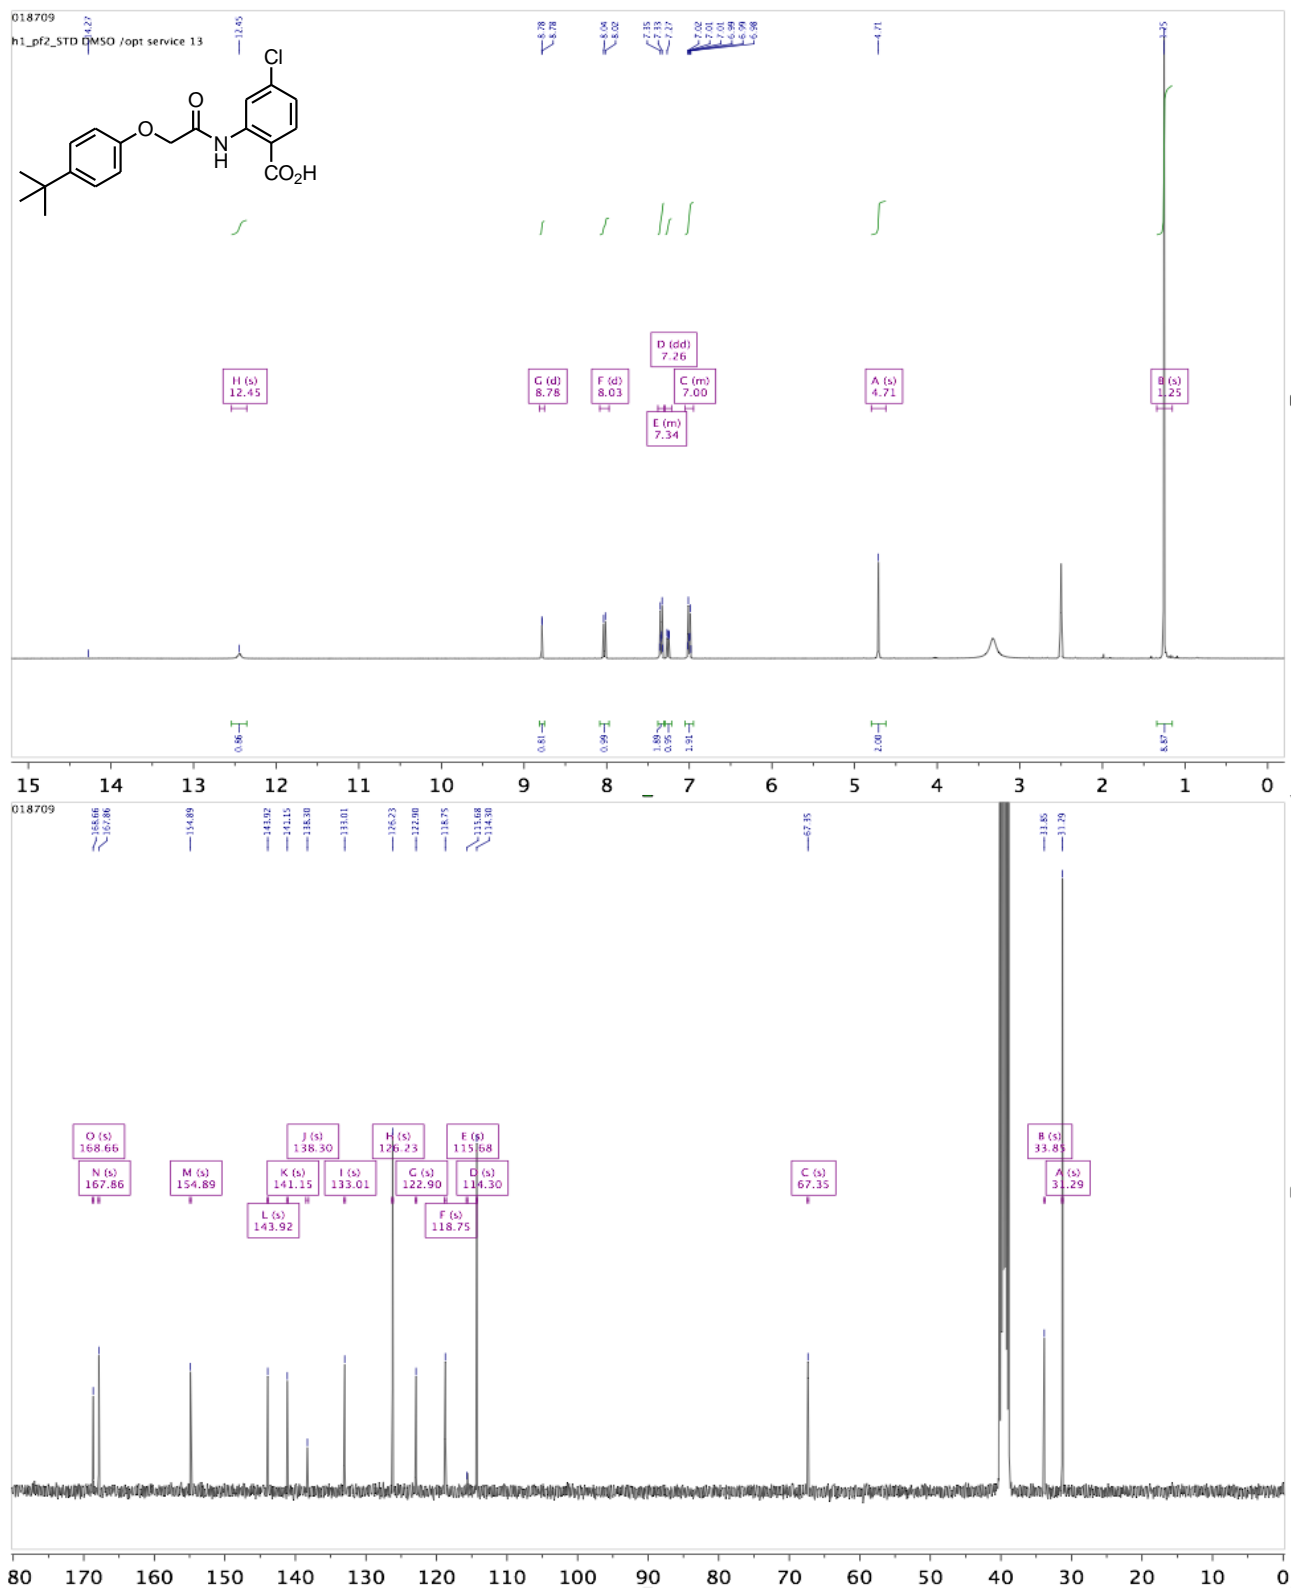 018709
h1_pf2_STD DMSO /opt service 13
14.27
12.45
8.78
8.78
8.04
8.02
7.35
7.33
7.27
7.02
7.01
7.01
6.99
6.99
6.98
4.71
1.25
Cl
O
O
N
H
CO2H
D (dd)
7.26
H (s)
12.45
G (d)
8.78
F (d)
8.03
C (m)
7.00
A (s)
4.71
B (s)
1.25
E (m)
7.34
0.86
0.81
0.99
1.89
0.95
1.91
2.00
8.87
15 14 13 12 11 10 9 8 7 6 5 4 3 2 1 0
018709
168.66
167.86
154.89
143.92
141.15
138.30
133.01
126.23
122.90
118.75
115.68
114.30
67.35
33.85
31.29
O (s)
168.66
J (s)
138.30
H (s)
126.23
E (s)
115.68
B (s)
33.85
N (s)
167.86
M (s)
154.89
K (s)
141.15
I (s)
133.01
G (s)
122.90
D (s)
114.30
C (s)
67.35
A (s)
31.29
L (s)
143.92
F (s)
118.75
80 170 160 150 140 130 120 110 100 90 80 70 60 50 40 30 20 10 0